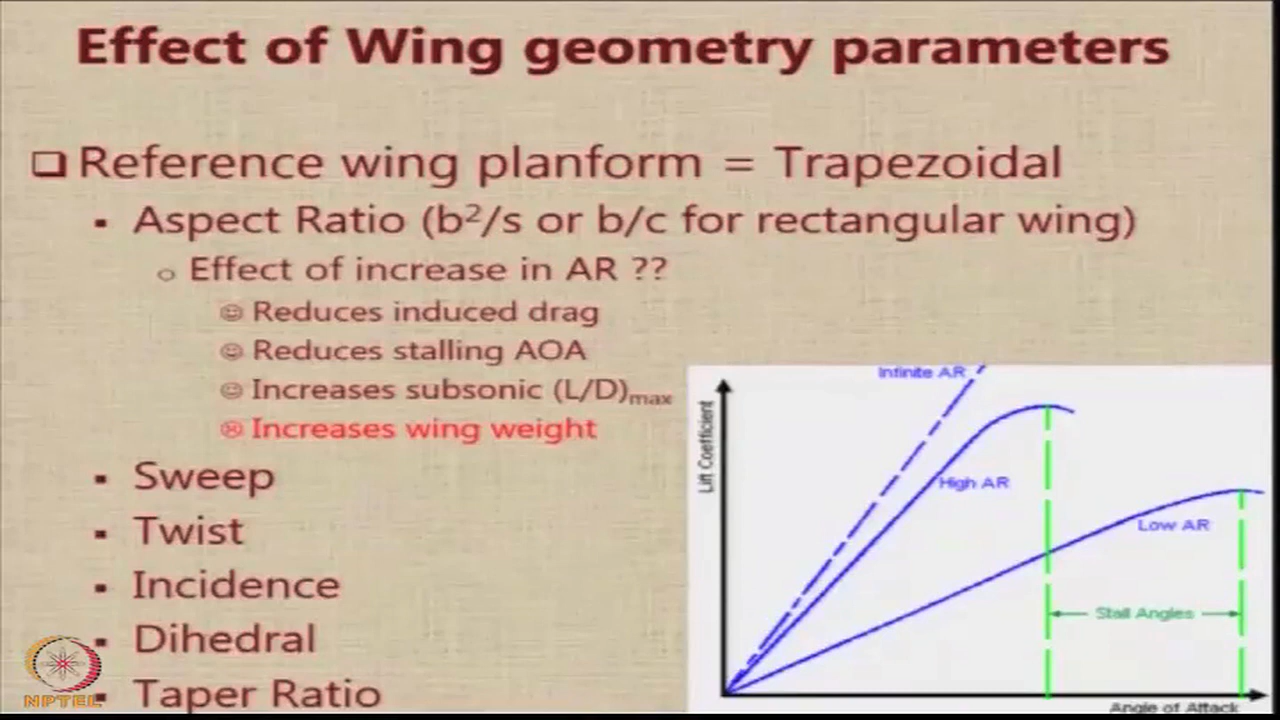 Effect of Wing geometry parameters
Reference wing planform = Trapezoidal
Aspect Ratio (b²/s or b/c for rectangular wing)
Effect of increase in AR ??
Reduces induced drag
Reduces stalling AOA
Increases subsonic (L/D)max
Increases wing weight
Sweep
Twist
Incidence
Dihedral
Taper Ratio
Infinite AR
High AR
Low AR
Stall Angles
Lift Coefficient
Angle of Attack
NPTEL